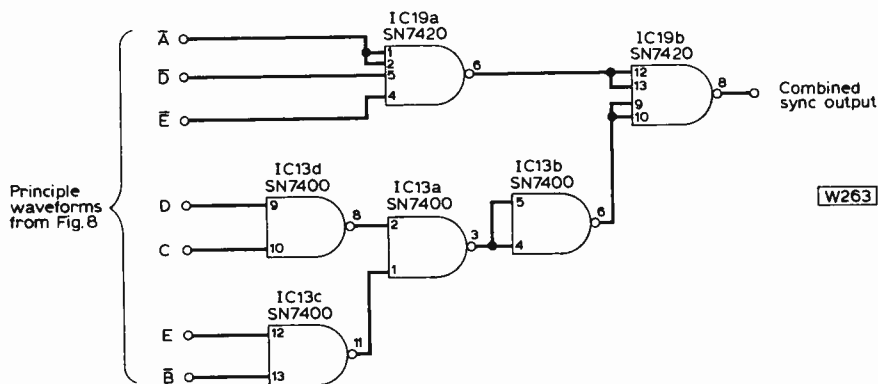 IC19a
SN7420
IC19b
SN7420
Ā
1
2
D̄
5
6
12
13
4
8
Combined
sync output
Ē
9
10
IC13d
SN7400
IC13a
SN7400
IC13b
SN7400
Principle
waveforms
from Fig. 8
W263
D
9
8
2
3
5
4
6
C
10
1
IC13c
SN7400
E
12
11
B̄
13